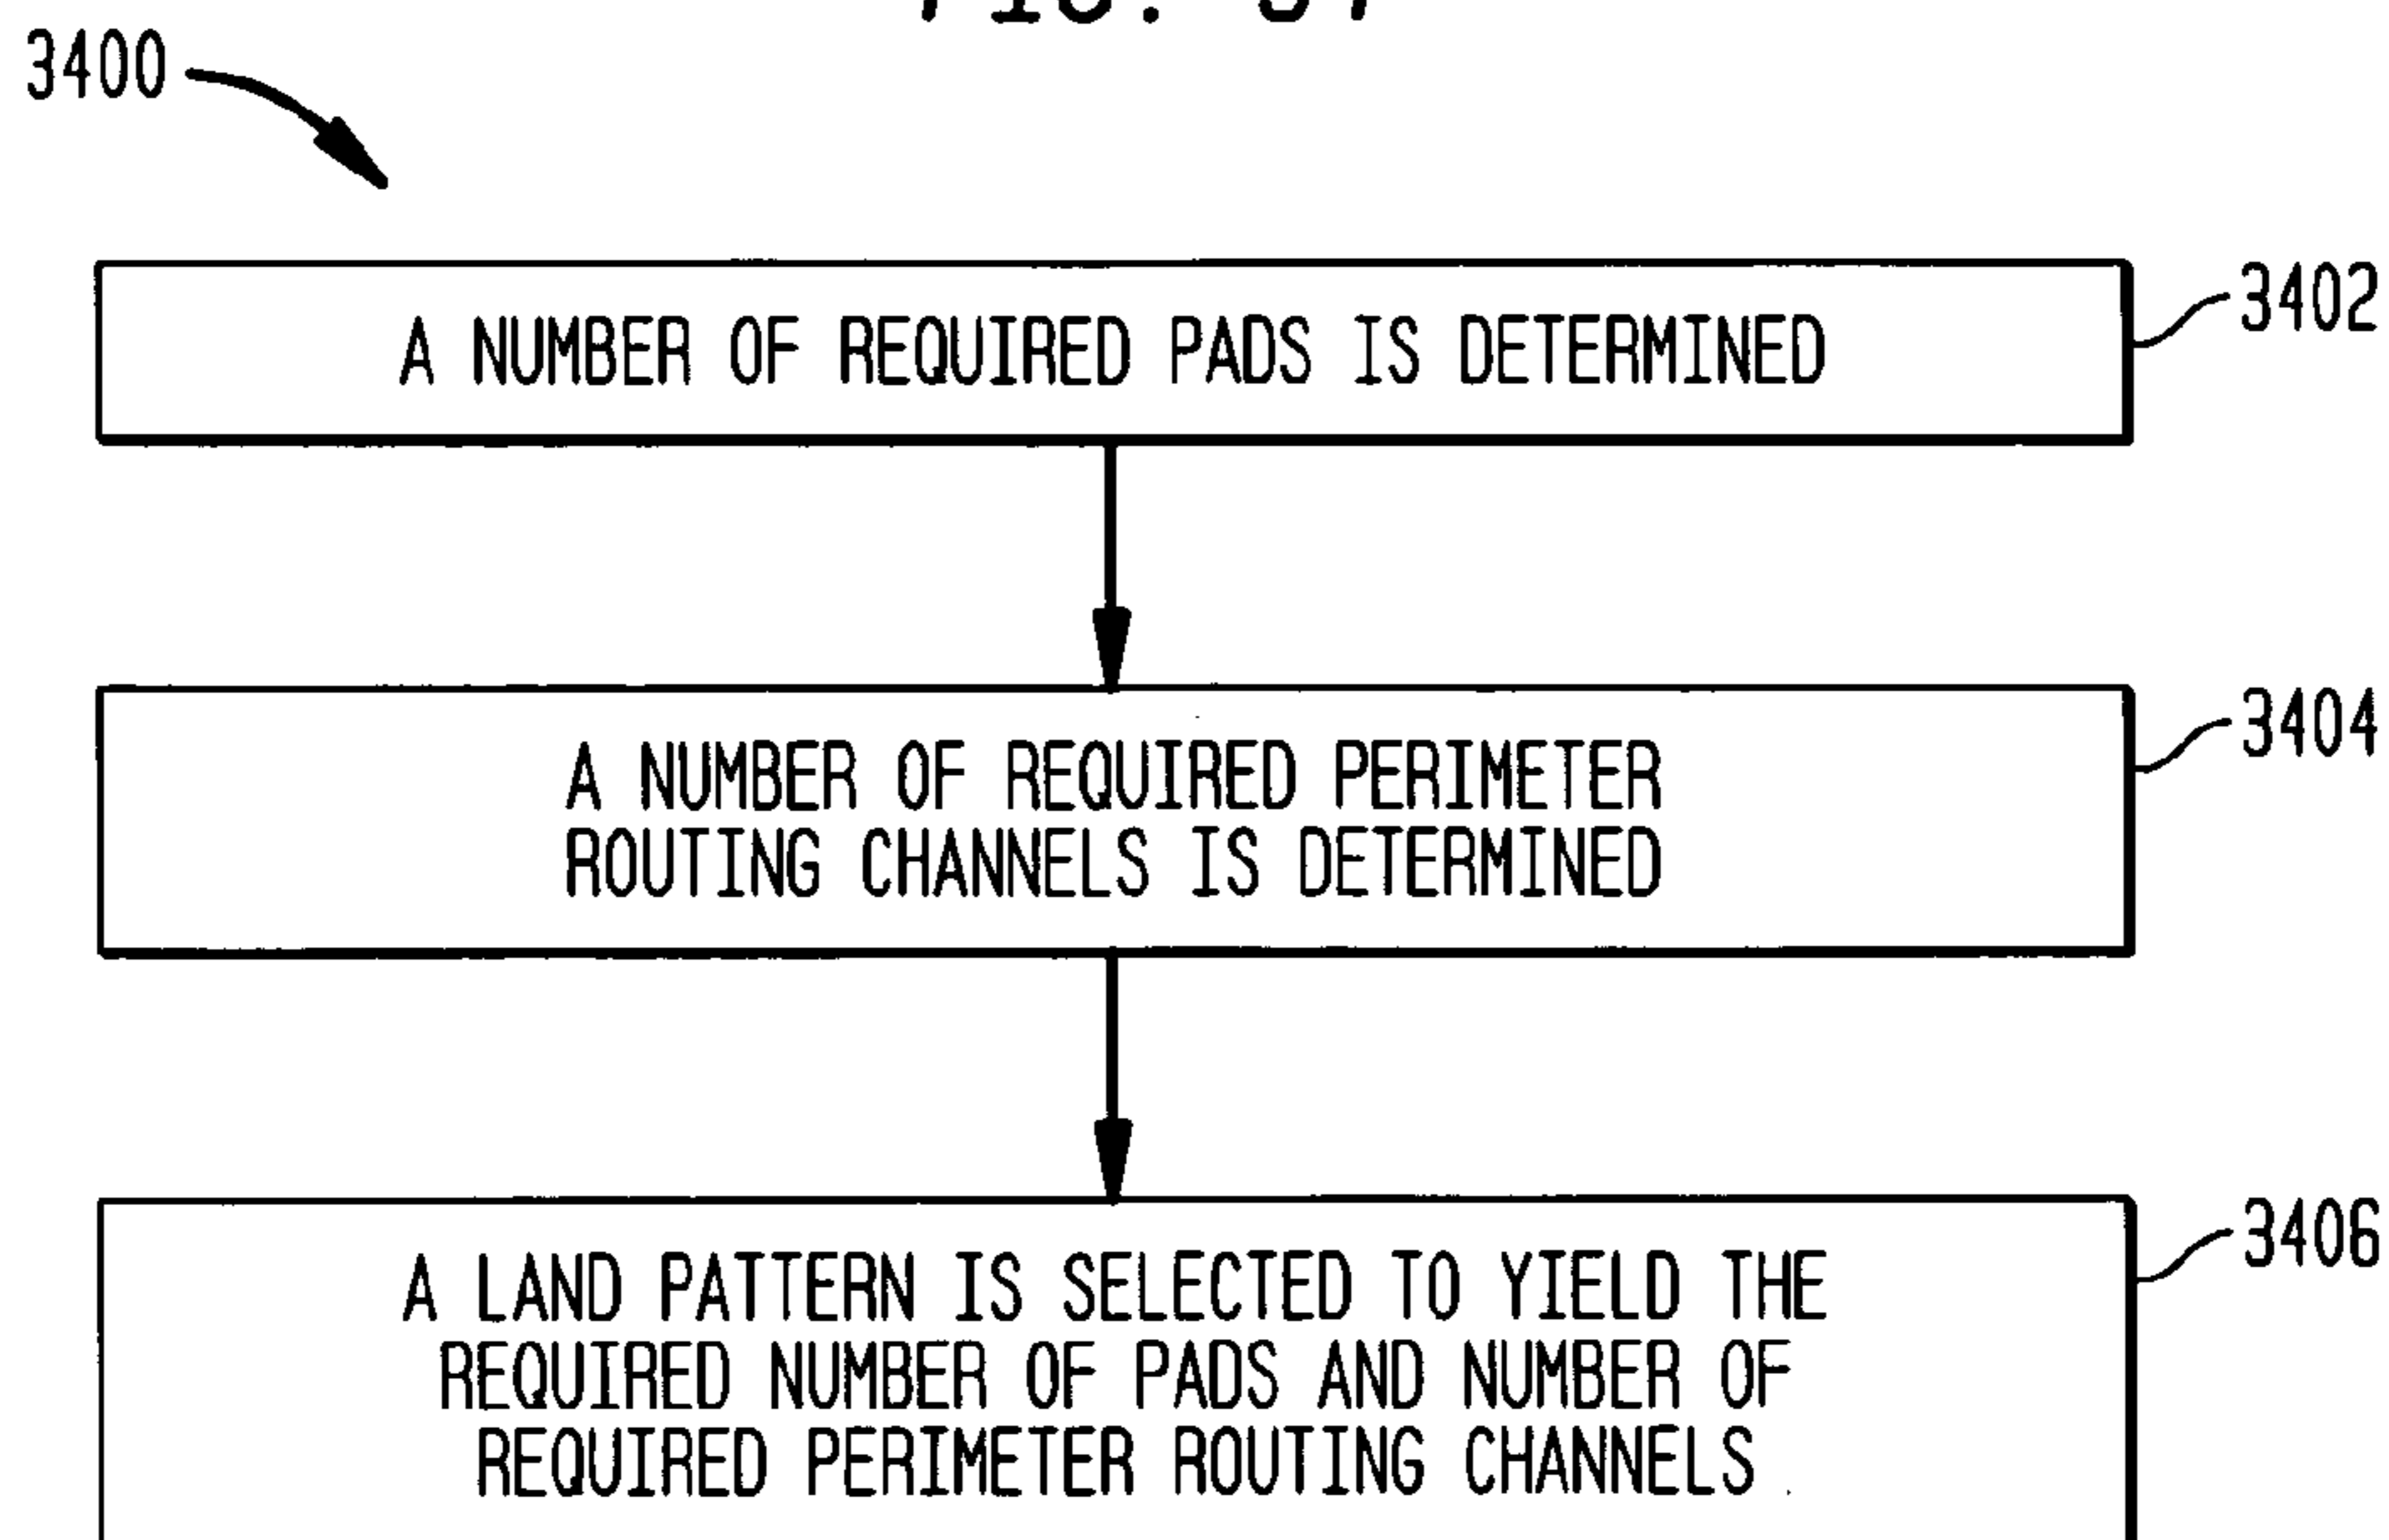 3400
3402
A NUMBER OF REQUIRED PADS IS DETERMINED
3404
A NUMBER OF REQUIRED PERIMETER
ROUTING CHANNELS IS DETERMINED
3406
A LAND PATTERN IS SELECTED TO YIELD THE
REQUIRED NUMBER OF PADS AND NUMBER OF
REQUIRED PERIMETER ROUTING CHANNELS